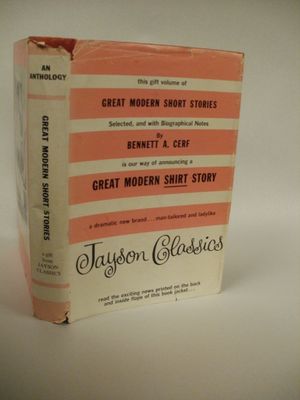 AN
ANTHOLOGY
GREAT MODERN SHORT STORIES
a gift
from
JAYSON
CLASSICS
this gift volume of
GREAT MODERN SHORT STORIES
Selected, and with Biographical Notes
By
BENNETT A. CERF
is our way of announcing a
GREAT MODERN SHIRT STORY
a dramatic new brand...man-tailored and ladylike
Jayson Classics
read the exciting news printed on the back
and inside flaps of this book jacket...